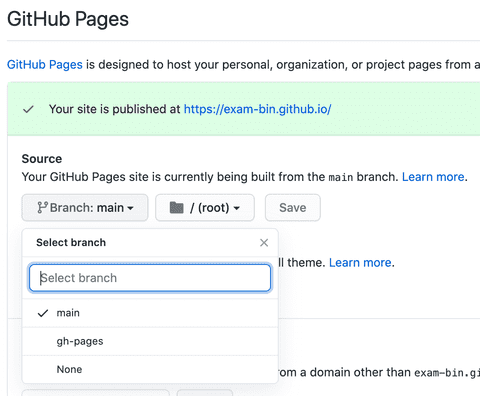 GitHub Pages
GitHub Pages is designed to host your personal, organization, or project pages from a
Your site is published at https://exam-bin.github.io/
Source
Your GitHub Pages site is currently being built from the main branch. Learn more.
Branch: main / (root) Save
Select branch
ll theme. Learn more.
Select branch
main
gh-pages
None
om a domain other than exam-bin.gi